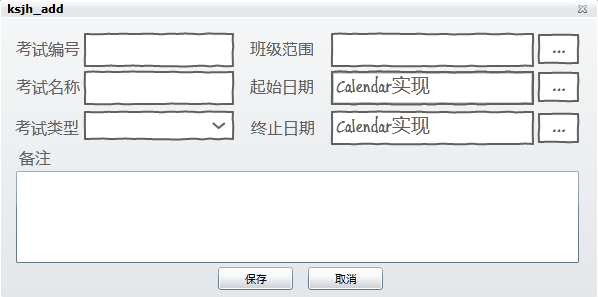 ksjh_add
考试编号 班级范围 ...
考试名称 起始日期 Calendar实现 ...
考试类型 终止日期 Calendar实现 ...
备注
保存 取消